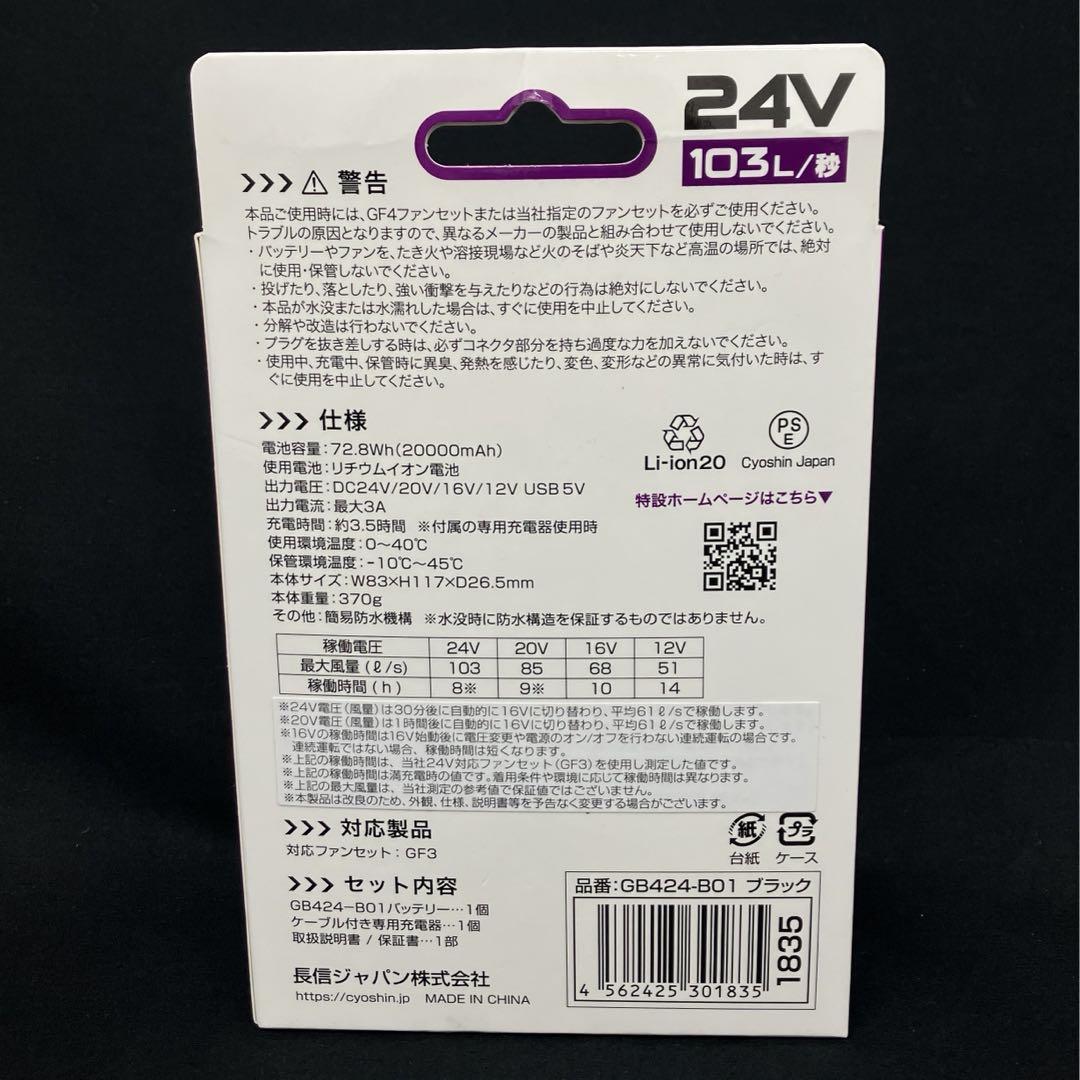 24V
103L/秒
>>> ⚠ 警告
本品ご使用時には、GF4ファンセットまたは当社指定のファンセットを必ずご使用ください。
トラブルの原因となりますので、異なるメーカーの製品と組み合わせて使用しないでください。
・バッテリーやファンを、たき火や溶接現場など火のそばや炎天下など高温の場所では、絶対
に使用・保管しないでください。
・投げたり、落としたり、強い衝撃を与えたりなどの行為は絶対にしないでください。
・本品が水没または水濡れした場合は、すぐに使用を中止してください。
・分解や改造は行わないでください。
・プラグを抜き差しする時は、必ずコネクタ部分を持ち過度な力を加えないでください。
・使用中、充電中、保管時に異臭、発熱を感じたり、変色、変形などの異常に気付いた時は、す
ぐに使用を中止してください。
>>> 仕様
電池容量：72.8Wh（20000mAh）
使用電池：リチウムイオン電池
出力電圧：DC24V/20V/16V/12V USB 5V
出力電流：最大3A
充電時間：約3.5時間 ※付属の専用充電器使用時
使用環境温度：0～40℃
保管環境温度：-10℃～45℃
本体サイズ：W83×H117×D26.5mm
本体重量：370g
その他：簡易防水機構 ※水没時に防水構造を保証するものではありません。
Li-ion20
PSE
Cyoshin Japan
特設ホームページはこちら▼
稼働電圧 24V 20V 16V 12V
最大風量（ℓ/s） 103 85 68 51
稼働時間（h） 8※ 9※ 10 14
※24V電圧（風量）は30分後に自動的に16Vに切り替わり、平均61ℓ/sで稼働します。
※20V電圧（風量）は1時間後に自動的に16Vに切り替わり、平均61ℓ/sで稼働します。
※16Vの稼働時間は16V始動後に電圧変更や電源のオン/オフを行わない連続運転の場合です。
連続運転ではない場合、稼働時間は短くなります。
※上記の稼働時間は、当社24V対応ファンセット（GF3）を使用し測定した値です。
※上記の稼働時間は満充電時の値です。着用条件や環境に応じて稼働時間は異なります。
※上記の最大風量は、当社測定の参考値で保証値ではございません。
※本製品は改良のため、外観、仕様、説明書等を予告なく変更する場合がございます。
>>> 対応製品
対応ファンセット：GF3
紙
台紙
プラ
ケース
>>> セット内容
GB424-B01バッテリー…1個
ケーブル付き専用充電器…1個
取扱説明書 / 保証書…1部
長信ジャパン株式会社
https://cyoshin.jp MADE IN CHINA
品番：GB424-B01 ブラック
4 562425 301835
1835